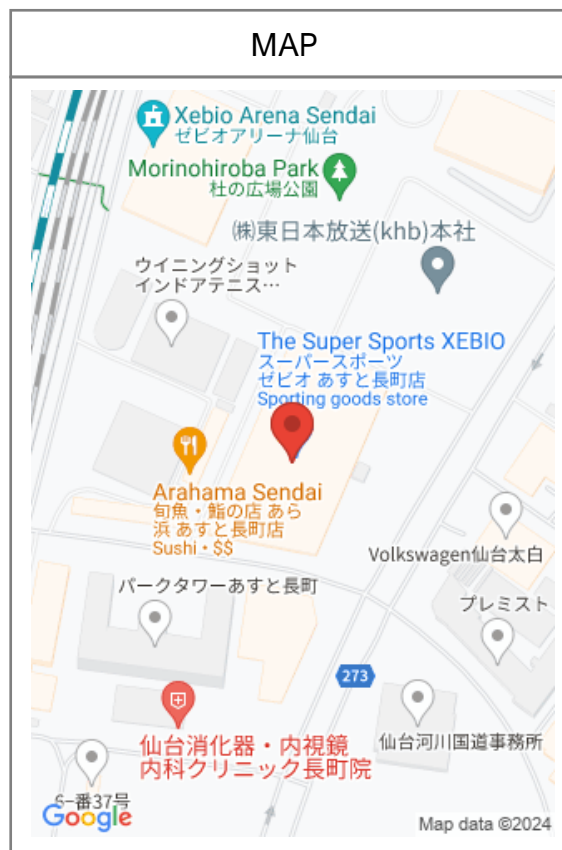 MAP
Xebio Arena Sendai
ゼビオアリーナ仙台
Morinohiroba Park
杜の広場公園
㈱東日本放送(khb)本社
ウイニングショット
インドアテニス…
The Super Sports XEBIO
スーパースポーツ
ゼビオ あすと長町店
Sporting goods store
Arahama Sendai
旬魚・鮨の店 あら
浜 あすと長町店
Sushi・$$
Volkswagen仙台太白
パークタワーあすと長町
プレミスト
273
仙台消化器・内視鏡
内科クリニック長町院
仙台河川国道事務所
6−番37号
Google
Map data ©2024